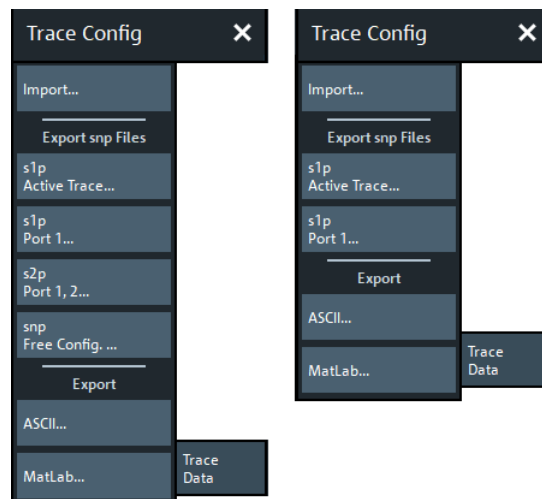 Trace Config
Import...
Export snp Files
s1p
Active Trace...
s1p
Port 1...
s2p
Port 1, 2...
snp
Free Config. ...
Export
ASCII...
MatLab...
Trace
Data
Trace Config
Import...
Export snp Files
s1p
Active Trace...
s1p
Port 1...
Export
ASCII...
MatLab...
Trace
Data